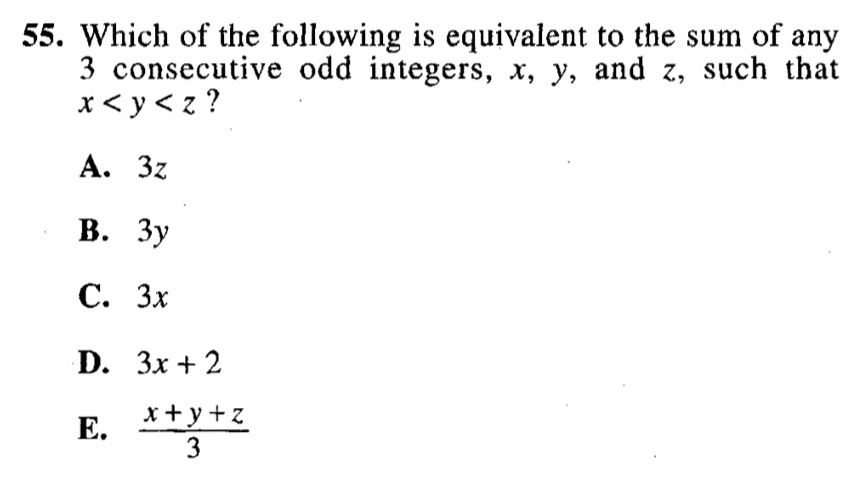 55. Which of the following is equivalent to the sum of any
3 consecutive odd integers, x, y, and z, such that
x < y < z ?
A. 3z
B. 3y
C. 3x
D. 3x + 2
E. x + y + z
3